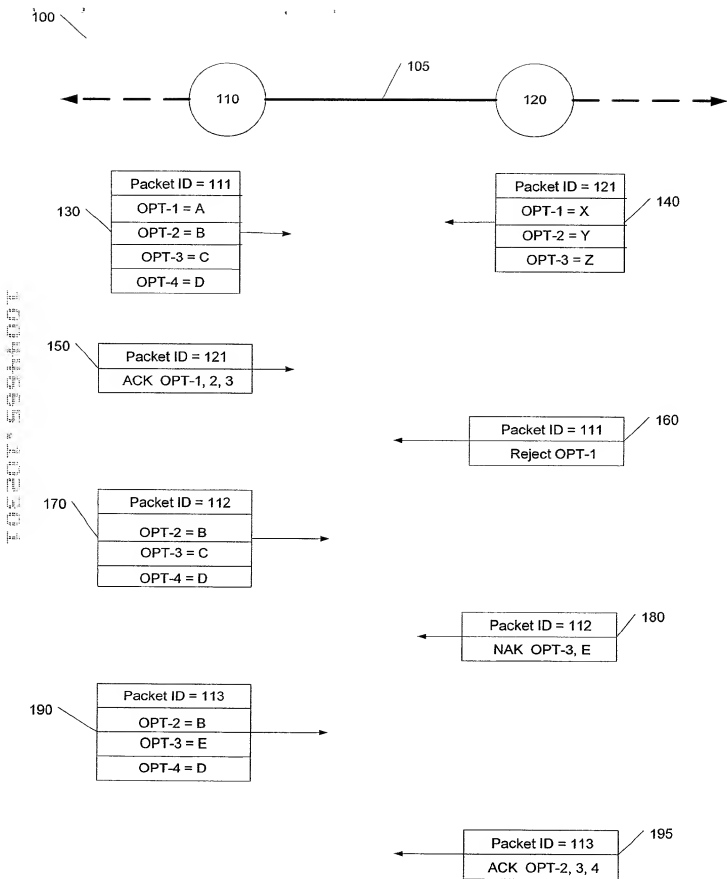 100
105
110
120
Packet ID = 111
OPT-1 = A
OPT-2 = B
OPT-3 = C
OPT-4 = D
130
Packet ID = 121
OPT-1 = X
OPT-2 = Y
OPT-3 = Z
140
150
Packet ID = 121
ACK OPT-1, 2, 3
160
Packet ID = 111
Reject OPT-1
170
Packet ID = 112
OPT-2 = B
OPT-3 = C
OPT-4 = D
180
Packet ID = 112
NAK OPT-3, E
190
Packet ID = 113
OPT-2 = B
OPT-3 = E
OPT-4 = D
195
Packet ID = 113
ACK OPT-2, 3, 4